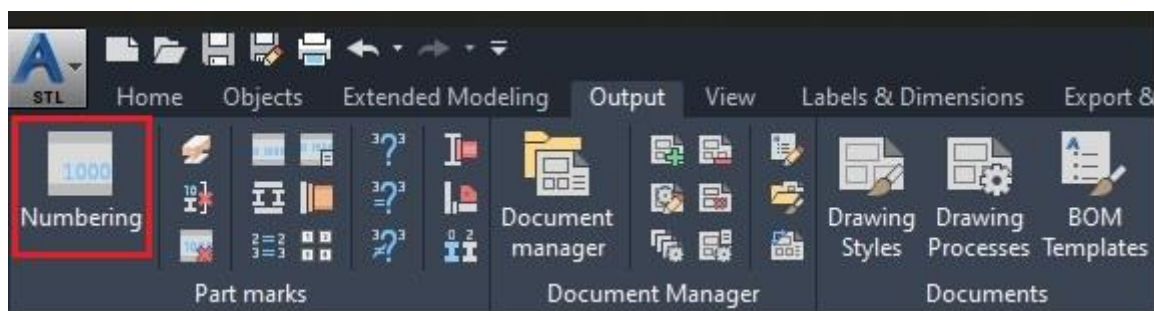 STL
Home Objects Extended Modeling Output View Labels & Dimensions Export &
1000
Numbering
Document
manager
Drawing
Styles
Drawing
Processes
BOM
Templates
Part marks Document Manager Documents